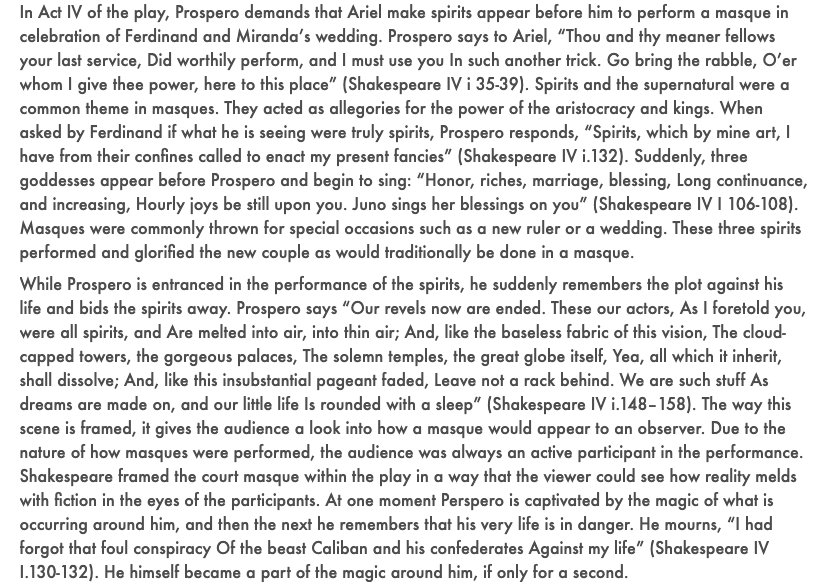 In Act IV of the play, Prospero demands that Ariel make spirits appear before him to perform a masque in
celebration of Ferdinand and Miranda’s wedding. Prospero says to Ariel, “Thou and thy meaner fellows
your last service, Did worthily perform, and I must use you In such another trick. Go bring the rabble, O’er
whom I give thee power, here to this place” (Shakespeare IV i 35-39). Spirits and the supernatural were a
common theme in masques. They acted as allegories for the power of the aristocracy and kings. When
asked by Ferdinand if what he is seeing were truly spirits, Prospero responds, “Spirits, which by mine art, I
have from their confines called to enact my present fancies” (Shakespeare IV i.132). Suddenly, three
goddesses appear before Prospero and begin to sing: “Honor, riches, marriage, blessing, Long continuance,
and increasing, Hourly joys be still upon you. Juno sings her blessings on you” (Shakespeare IV I 106-108).
Masques were commonly thrown for special occasions such as a new ruler or a wedding. These three spirits
performed and glorified the new couple as would traditionally be done in a masque.
While Prospero is entranced in the performance of the spirits, he suddenly remembers the plot against his
life and bids the spirits away. Prospero says “Our revels now are ended. These our actors, As I foretold you,
were all spirits, and Are melted into air, into thin air; And, like the baseless fabric of this vision, The cloud-
capped towers, the gorgeous palaces, The solemn temples, the great globe itself, Yea, all which it inherit,
shall dissolve; And, like this insubstantial pageant faded, Leave not a rack behind. We are such stuff As
dreams are made on, and our little life Is rounded with a sleep” (Shakespeare IV i.148–158). The way this
scene is framed, it gives the audience a look into how a masque would appear to an observer. Due to the
nature of how masques were performed, the audience was always an active participant in the performance.
Shakespeare framed the court masque within the play in a way that the viewer could see how reality melds
with fiction in the eyes of the participants. At one moment Perspero is captivated by the magic of what is
occurring around him, and then the next he remembers that his very life is in danger. He mourns, “I had
forgot that foul conspiracy Of the beast Caliban and his confederates Against my life” (Shakespeare IV
I.130-132). He himself became a part of the magic around him, if only for a second.